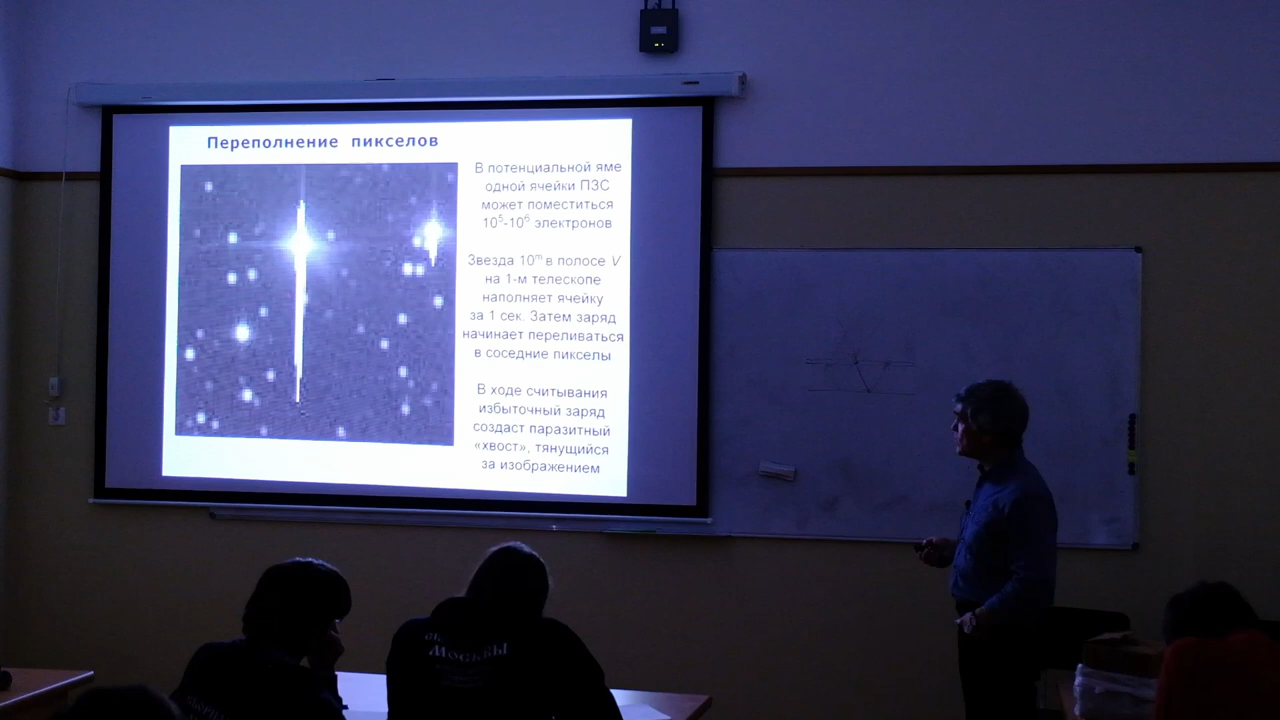 Переполнение пикселов
В потенциальной яме
одной ячейки ПЗС
может поместиться
10⁵-10⁶ электронов
Звезда 10ᵐ в полосе V
на 1-м телескопе
наполняет ячейку
за 1 сек. Затем заряд
начинает переливаться
в соседние пикселы
В ходе считывания
избыточный заряд
создаст паразитный
«хвост», тянущийся
за изображением
Москвы